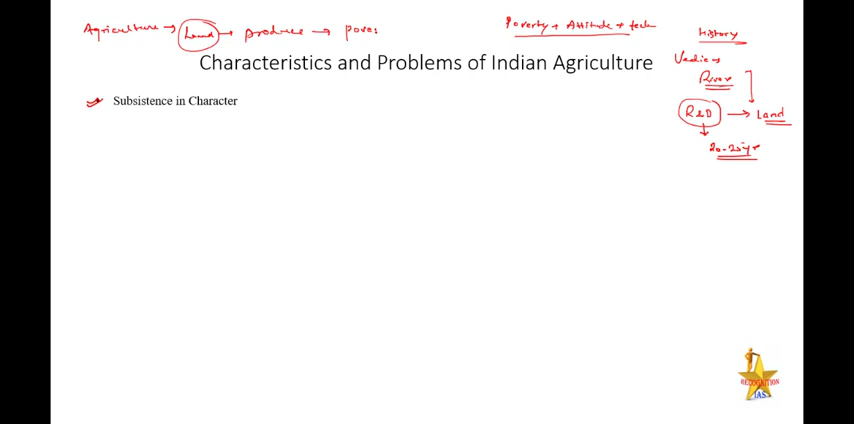 Agriculture → Land → produce → pove
Poverty + Attitude + tech
History
Characteristics and Problems of Indian Agriculture
Vedic →
River
Subsistence in Character
R&D → Land
20-25 yr
RECOGNITION
IAS